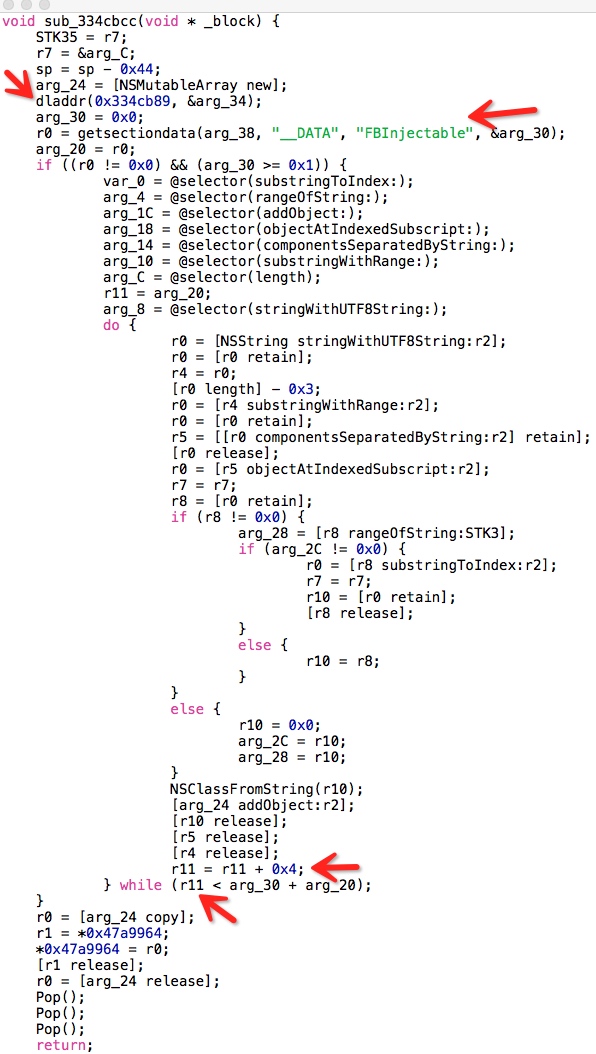 void sub_334cbcc(void * _block) {
    STK35 = r7;
    r7 = &arg_C;
    sp = sp - 0x44;
    arg_24 = [NSMutableArray new];
    dladdr(0x334cb89, &arg_34);
    arg_30 = 0x0;
    r0 = getsectiondata(arg_38, "__DATA", "FBInjectable", &arg_30);
    arg_20 = r0;
    if ((r0 != 0x0) && (arg_30 >= 0x1)) {
            var_0 = @selector(substringToIndex:);
            arg_4 = @selector(rangeOfString:);
            arg_1C = @selector(addObject:);
            arg_18 = @selector(objectAtIndexedSubscript:);
            arg_14 = @selector(componentsSeparatedByString:);
            arg_10 = @selector(substringWithRange:);
            arg_C = @selector(length);
            r11 = arg_20;
            arg_8 = @selector(stringWithUTF8String:);
            do {
                    r0 = [NSString stringWithUTF8String:r2];
                    r0 = [r0 retain];
                    r4 = r0;
                    [r0 length] - 0x3;
                    r0 = [r4 substringWithRange:r2];
                    r0 = [r0 retain];
                    r5 = [[r0 componentsSeparatedByString:r2] retain];
                    [r0 release];
                    r0 = [r5 objectAtIndexedSubscript:r2];
                    r7 = r7;
                    r8 = [r0 retain];
                    if (r8 != 0x0) {
                            arg_28 = [r8 rangeOfString:STK3];
                            if (arg_2C != 0x0) {
                                    r0 = [r8 substringToIndex:r2];
                                    r7 = r7;
                                    r10 = [r0 retain];
                                    [r8 release];
                            }
                            else {
                                    r10 = r8;
                            }
                    }
                    else {
                            r10 = 0x0;
                            arg_2C = r10;
                            arg_28 = r10;
                    }
                    NSClassFromString(r10);
                    [arg_24 addObject:r2];
                    [r10 release];
                    [r5 release];
                    [r4 release];
                    r11 = r11 + 0x4;
            } while (r11 < arg_30 + arg_20);
    }
    r0 = [arg_24 copy];
    r1 = *0x47a9964;
    *0x47a9964 = r0;
    [r1 release];
    r0 = [arg_24 release];
    Pop();
    Pop();
    Pop();
    return;